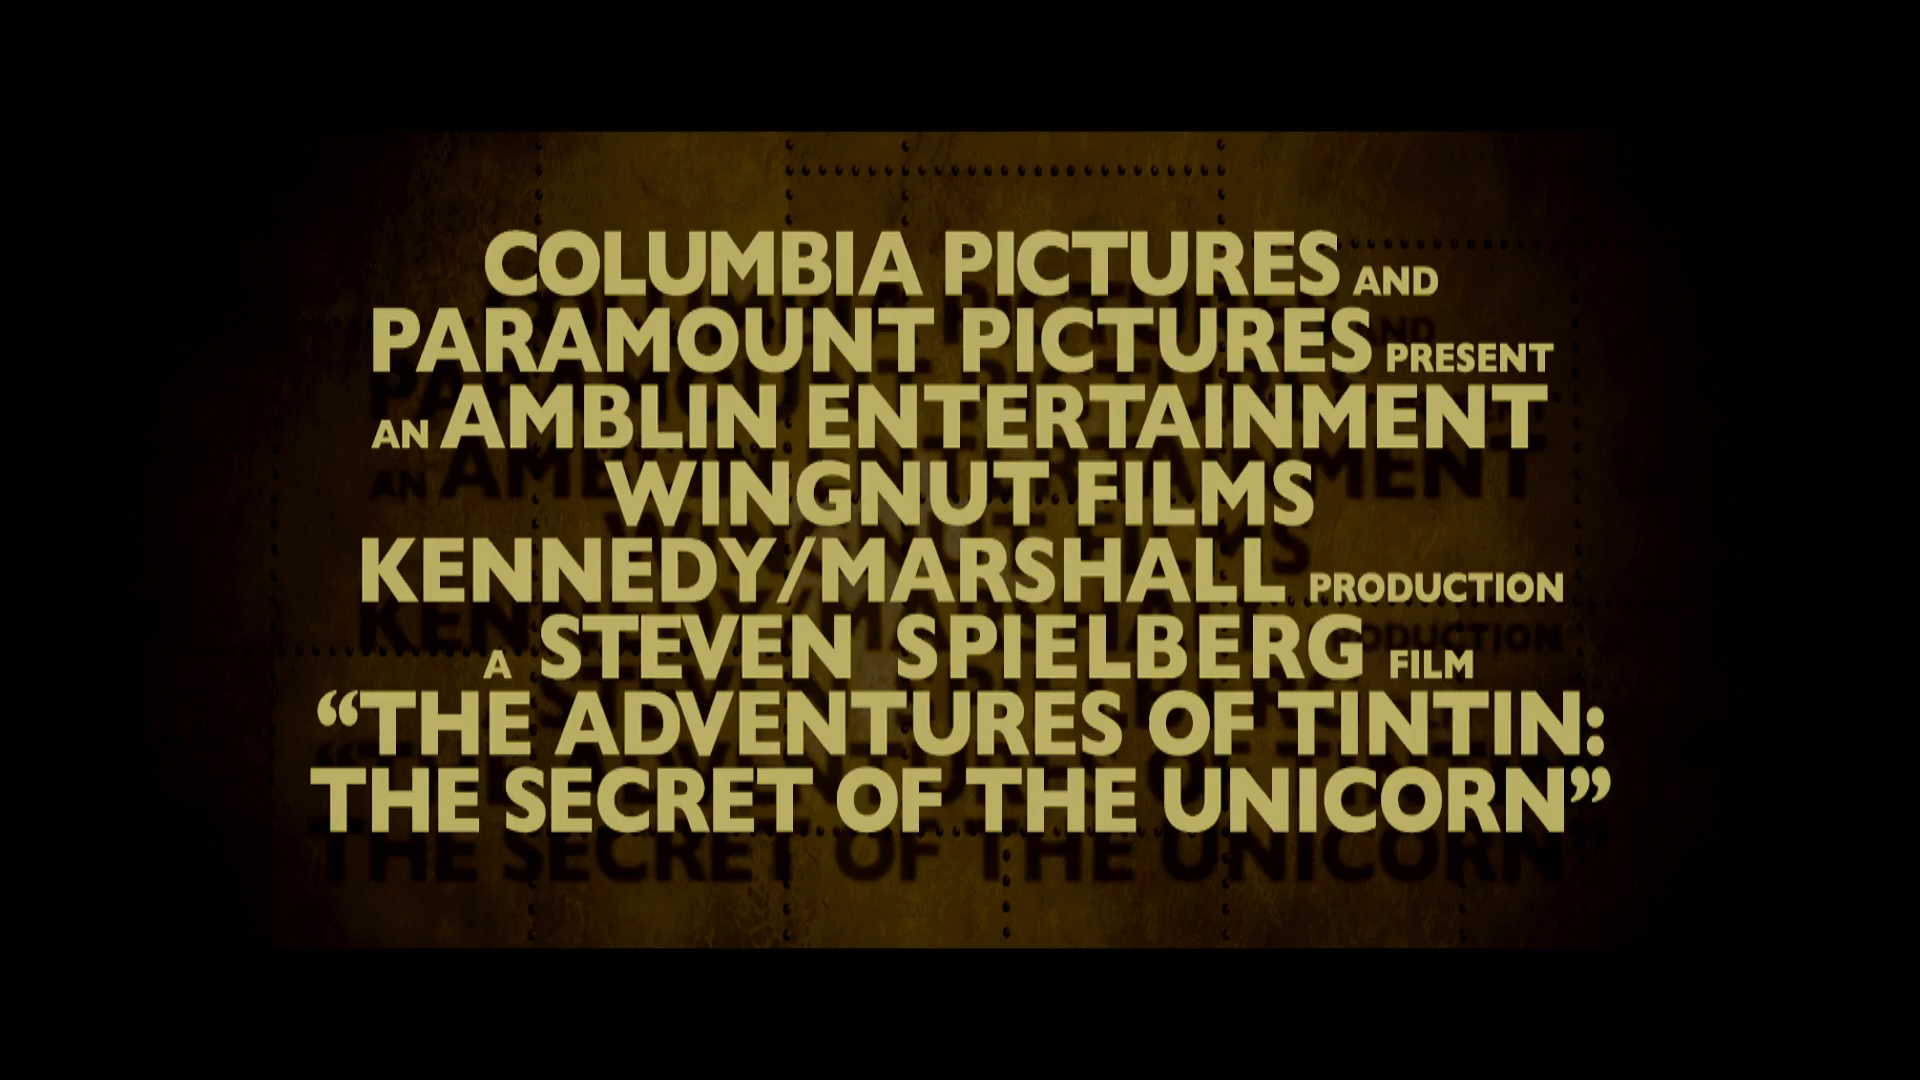 COLUMBIA PICTURES AND
PARAMOUNT PICTURES PRESENT
AN AMBLIN ENTERTAINMENT
WINGNUT FILMS
KENNEDY/MARSHALL PRODUCTION
A STEVEN SPIELBERG FILM
“THE ADVENTURES OF TINTIN:
THE SECRET OF THE UNICORN”